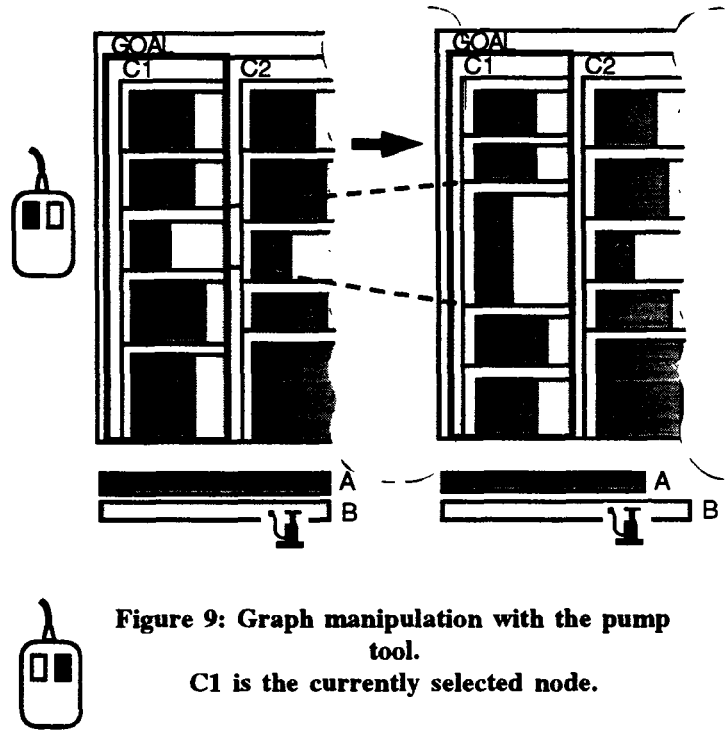 GOAL
C1
C2
GOAL
C1
C2
A
B
A
B
Figure 9: Graph manipulation with the pump
tool.
C1 is the currently selected node.